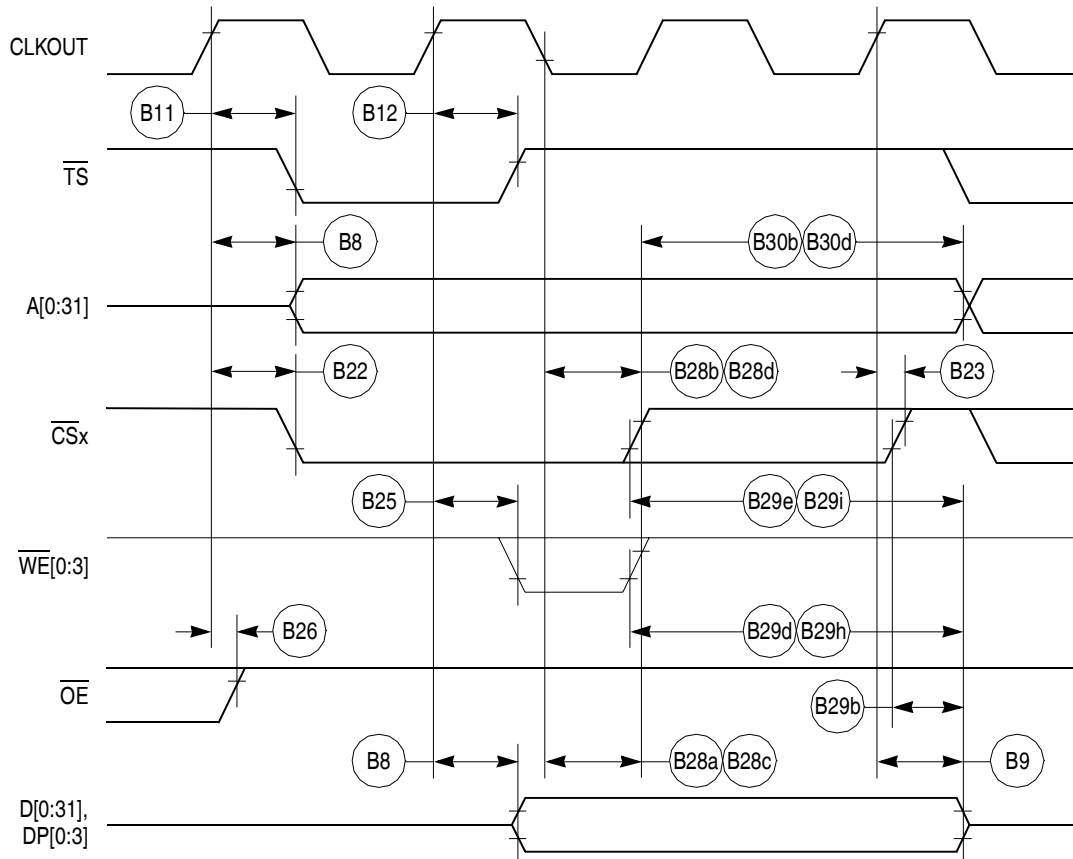 CLKOUT
B11
B12
TS
B8
B30b B30d
A[0:31]
B22
B28b B28d
B23
CSx
B25
B29e B29i
WE[0:3]
B26
B29d B29h
OE
B29b
B8
B28a B28c
B9
D[0:31],
DP[0:3]